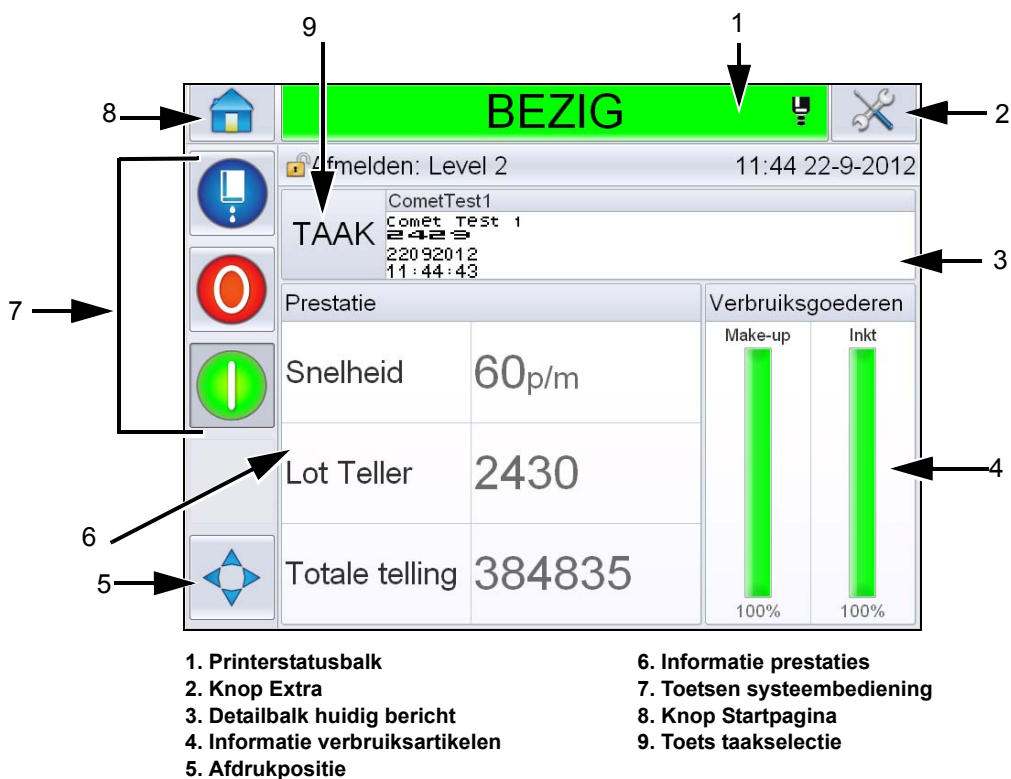 9
1
8
BEZIG
2
Afmelden: Level 2
11:44 22-9-2012
CometTest1
TAAK
Comet Test 1
2429
22092012
11:44:43
3
7
Prestatie
Verbruiksgoederen
Make-up
Inkt
Snelheid
60p/m
Lot Teller
2430
4
6
5
Totale telling
384835
100%
100%
1. Printerstatusbalk
2. Knop Extra
3. Detailbalk huidig bericht
4. Informatie verbruiksartikelen
5. Afdrukpositie
6. Informatie prestaties
7. Toetsen systeembediening
8. Knop Startpagina
9. Toets taakselectie